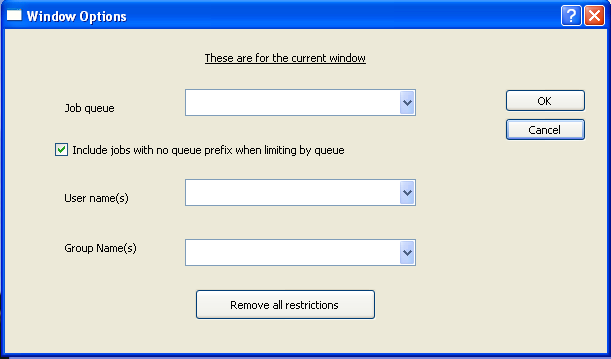 Window Options
These are for the current window
Job queue
OK
Cancel
Include jobs with no queue prefix when limiting by queue
User name(s)
Group Name(s)
Remove all restrictions